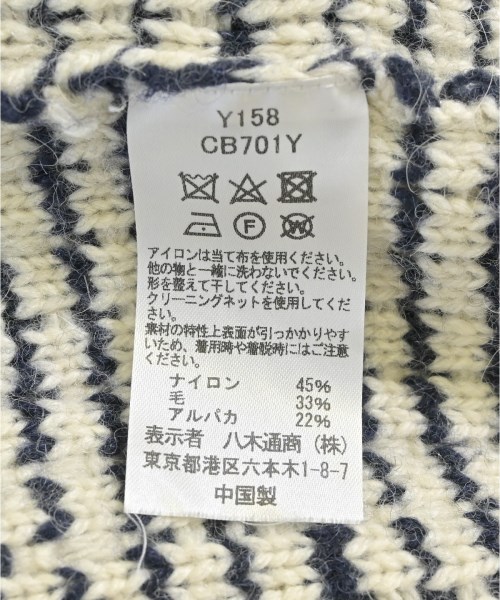 Y158
CB701Y
F
W
アイロンは当て布を使用ください。
他の物と一緒に洗わないでください。
形を整えて干してください。
クリーニングネットを使用してくだ
さい。
素材の特性上表面が引っかかりやす
いため、着用時や着脱時にはご注意
ください。
ナイロン 45%
毛 33%
アルパカ 22%
表示者 八木通商(株)
東京都港区六本木1-8-7
中国製